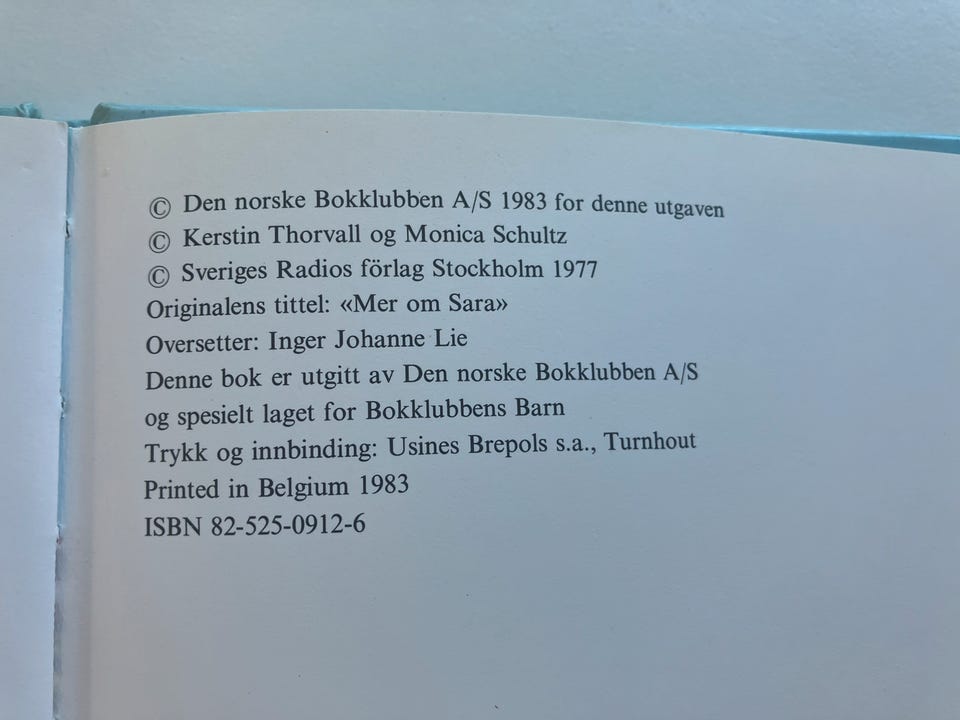 © Den norske Bokklubben A/S 1983 for denne utgaven
© Kerstin Thorvall og Monica Schultz
© Sveriges Radios förlag Stockholm 1977
Originalens tittel: «Mer om Sara»
Oversetter: Inger Johanne Lie
Denne bok er utgitt av Den norske Bokklubben A/S
og spesielt laget for Bokklubbens Barn
Trykk og innbinding: Usines Brepols s.a., Turnhout
Printed in Belgium 1983
ISBN 82-525-0912-6